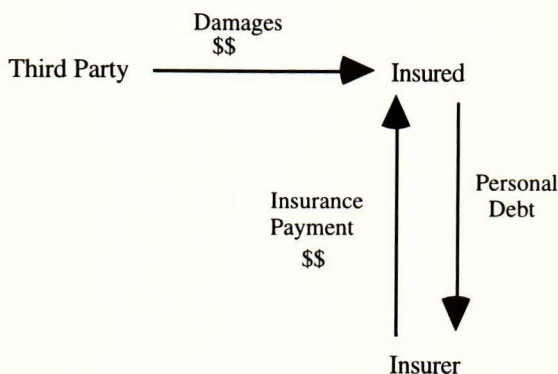 Damages
$$
Third Party
Insured
Insurance
Payment
$$
Personal
Debt
Insurer